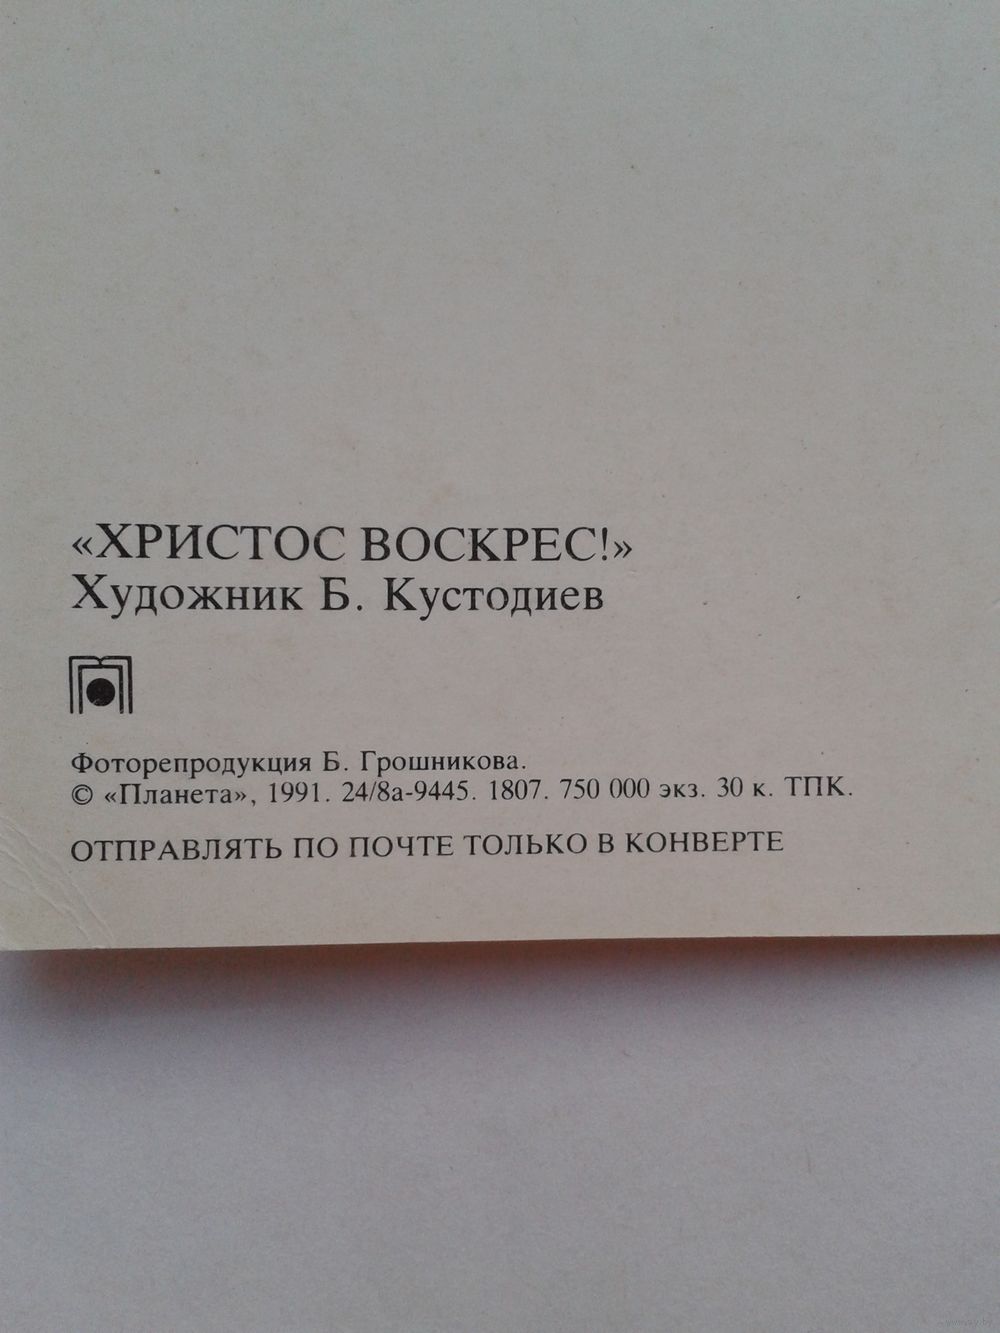 «ХРИСТОС ВОСКРЕС!»
Художник Б. Кустодиев
Фоторепродукция Б. Грошникова.
© «Планета», 1991. 24/8а-9445. 1807. 750 000 экз. 30 к. ТПК.
ОТПРАВЛЯТЬ ПО ПОЧТЕ ТОЛЬКО В КОНВЕРТЕ